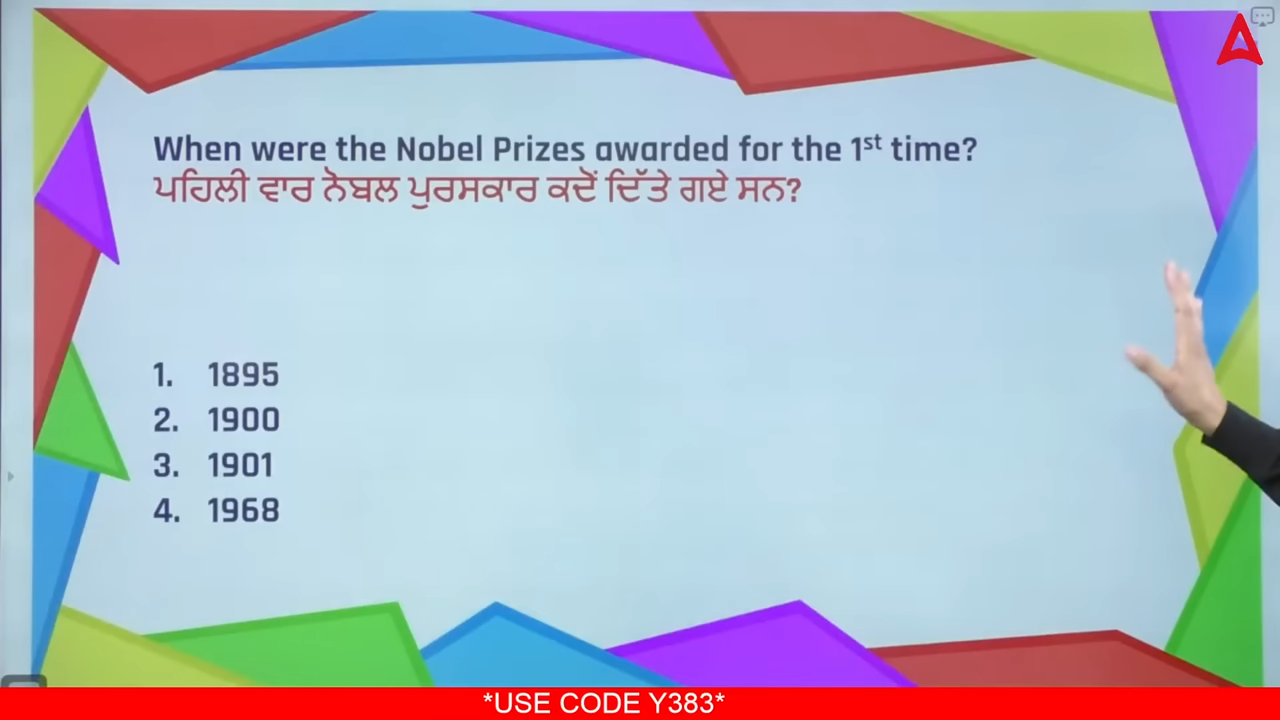 When were the Nobel Prizes awarded for the 1st time?
ਪਹਿਲੀ ਵਾਰ ਨੋਬਲ ਪੁਰਸਕਾਰ ਕਦੋਂ ਦਿੱਤੇ ਗਏ ਸਨ?
1. 1895
2. 1900
3. 1901
4. 1968
*USE CODE Y383*